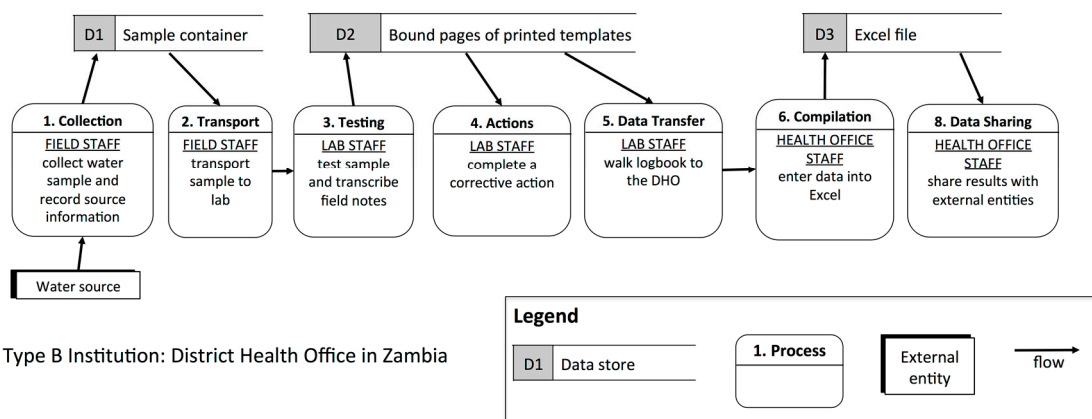 D1 Sample container
D2 Bound pages of printed templates
D3 Excel file
1. Collection
FIELD STAFF
collect water
sample and
record source
information
2. Transport
FIELD STAFF
transport
sample to
lab
3. Testing
LAB STAFF
test sample
and transcribe
field notes
4. Actions
LAB STAFF
complete a
corrective action
5. Data Transfer
LAB STAFF
walk logbook to
the DHO
6. Compilation
HEALTH OFFICE
STAFF
enter data into
Excel
8. Data Sharing
HEALTH OFFICE
STAFF
share results with
external entities
Water source
Type B Institution: District Health Office in Zambia
Legend
D1 Data store
1. Process
External
entity
flow